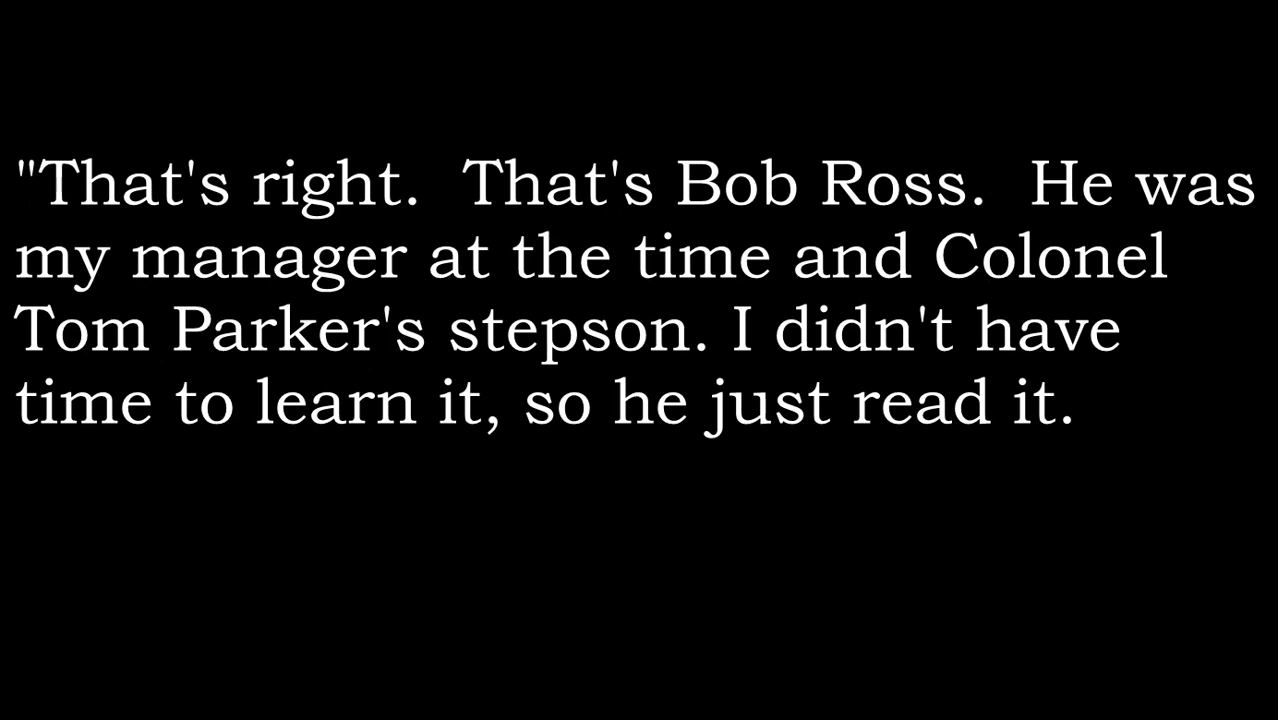 "That's right.  That's Bob Ross.  He was
my manager at the time and Colonel
Tom Parker's stepson. I didn't have
time to learn it, so he just read it.